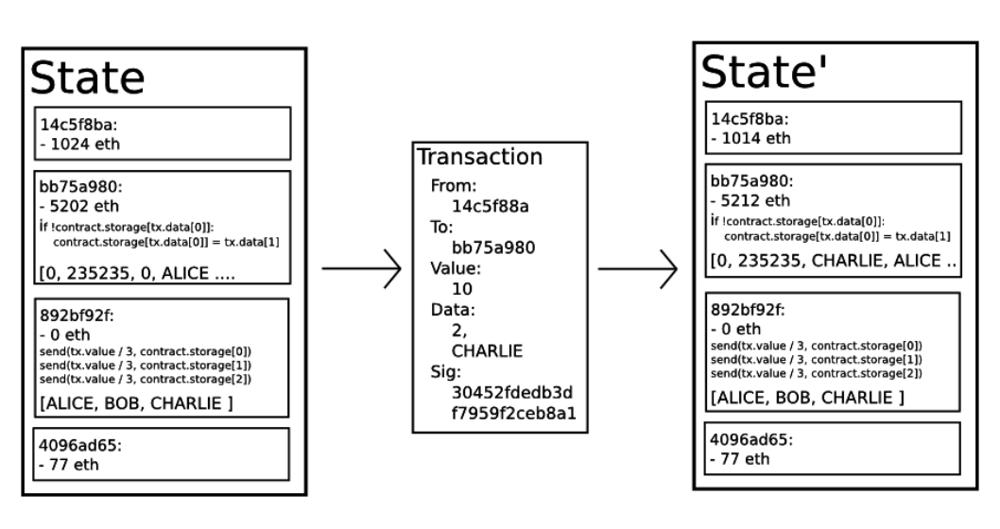 State
14c5f8ba:
- 1024 eth
bb75a980:
- 5202 eth
if !contract.storage[tx.data[0]]:
contract.storage[tx.data[0]] = tx.data[1]
[0, 235235, 0, ALICE ....
892bf92f:
- 0 eth
send(tx.value / 3, contract.storage[0])
send(tx.value / 3, contract.storage[1])
send(tx.value / 3, contract.storage[2])
[ALICE, BOB, CHARLIE ]
4096ad65:
- 77 eth
Transaction
From:
14c5f88a
To:
bb75a980
Value:
10
Data:
2,
CHARLIE
Sig:
30452fdedb3d
f7959f2ceb8a1
State'
14c5f8ba:
- 1014 eth
bb75a980:
- 5212 eth
if !contract.storage[tx.data[0]]:
contract.storage[tx.data[0]] = tx.data[1]
[0, 235235, CHARLIE, ALICE ..
892bf92f:
- 0 eth
send(tx.value / 3, contract.storage[0])
send(tx.value / 3, contract.storage[1])
send(tx.value / 3, contract.storage[2])
[ALICE, BOB, CHARLIE ]
4096ad65:
- 77 eth